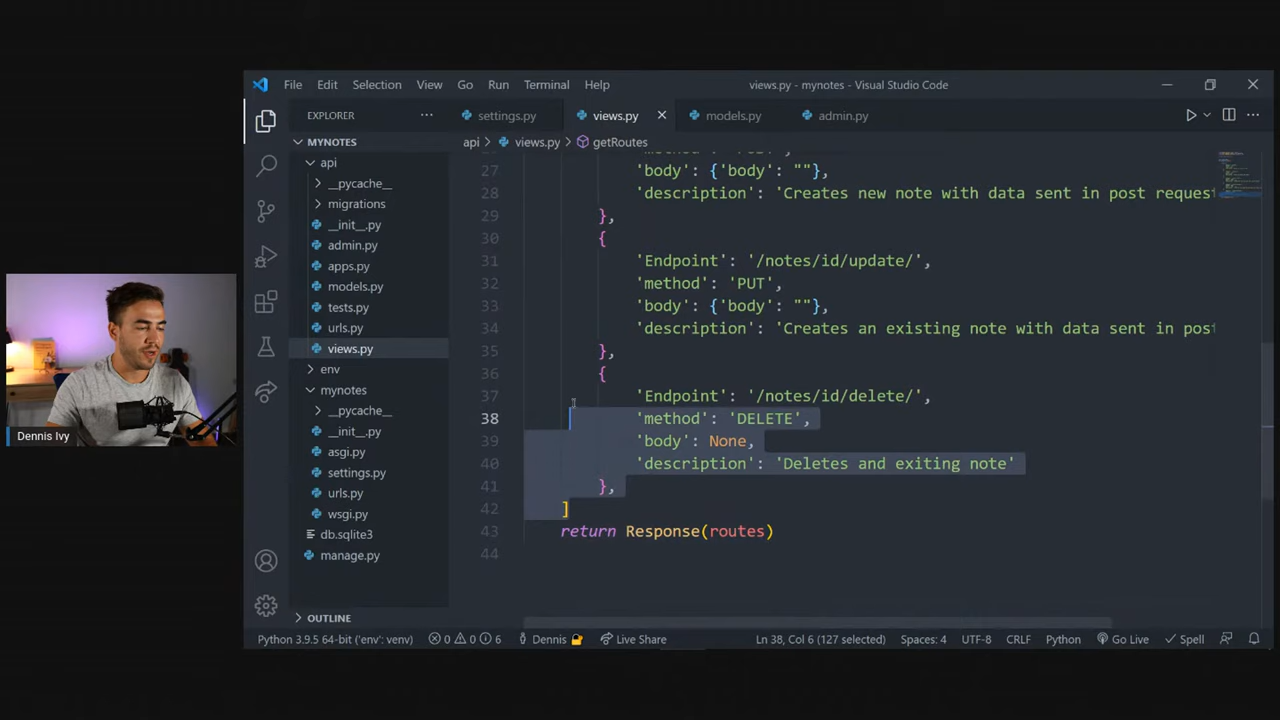 File Edit Selection View Go Run Terminal Help views.py - mynotes - Visual Studio Code
EXPLORER
settings.py views.py models.py admin.py
MYNOTES
api > views.py > getRoutes
api
__pycache__
migrations
__init__.py
admin.py
apps.py
models.py
tests.py
urls.py
views.py
env
mynotes
__pycache__
__init__.py
asgi.py
settings.py
urls.py
wsgi.py
db.sqlite3
manage.py
OUTLINE
27 'body': {'body': ""},
28 'description': 'Creates new note with data sent in post request
29 },
30 {
31 'Endpoint': '/notes/id/update/',
32 'method': 'PUT',
33 'body': {'body': ""},
34 'description': 'Creates an existing note with data sent in post
35 },
36 {
37 'Endpoint': '/notes/id/delete/',
38 'method': 'DELETE',
39 'body': None,
40 'description': 'Deletes and exiting note'
41 },
42 ]
43 return Response(routes)
44
Dennis Ivy
Python 3.9.5 64-bit ('env': venv) 0 0 6 Dennis Live Share Ln 38, Col 6 (127 selected) Spaces: 4 UTF-8 CRLF Python Go Live Spell